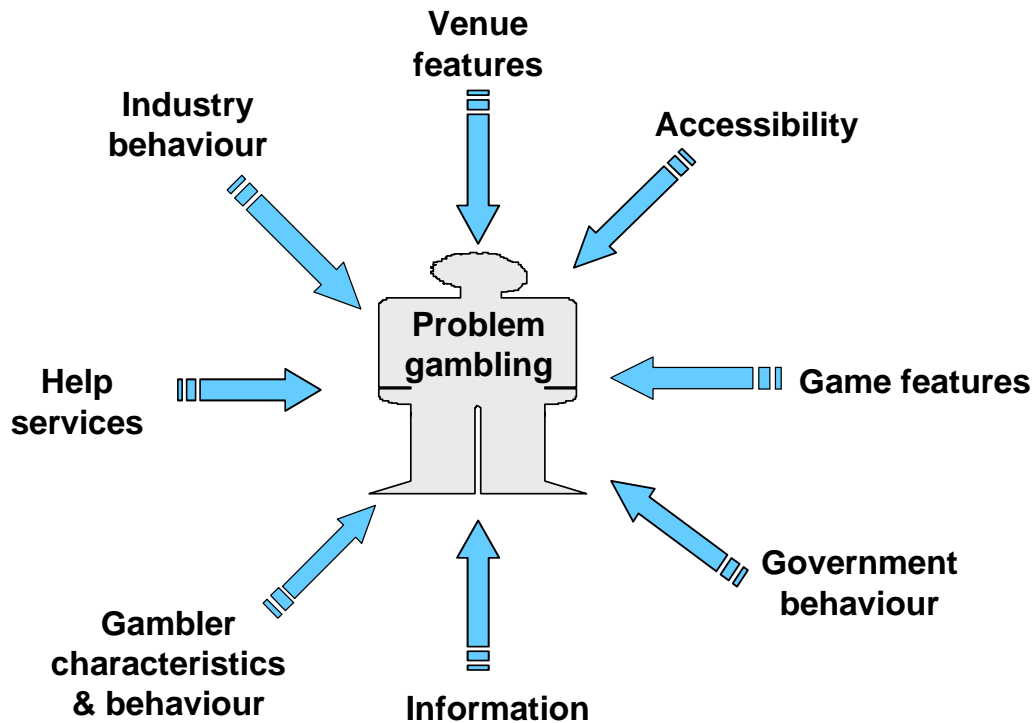 Venue
features
Industry
behaviour
Accessibility
Problem
gambling
Help
services
Game features
Government
behaviour
Gambler
characteristics
& behaviour
Information